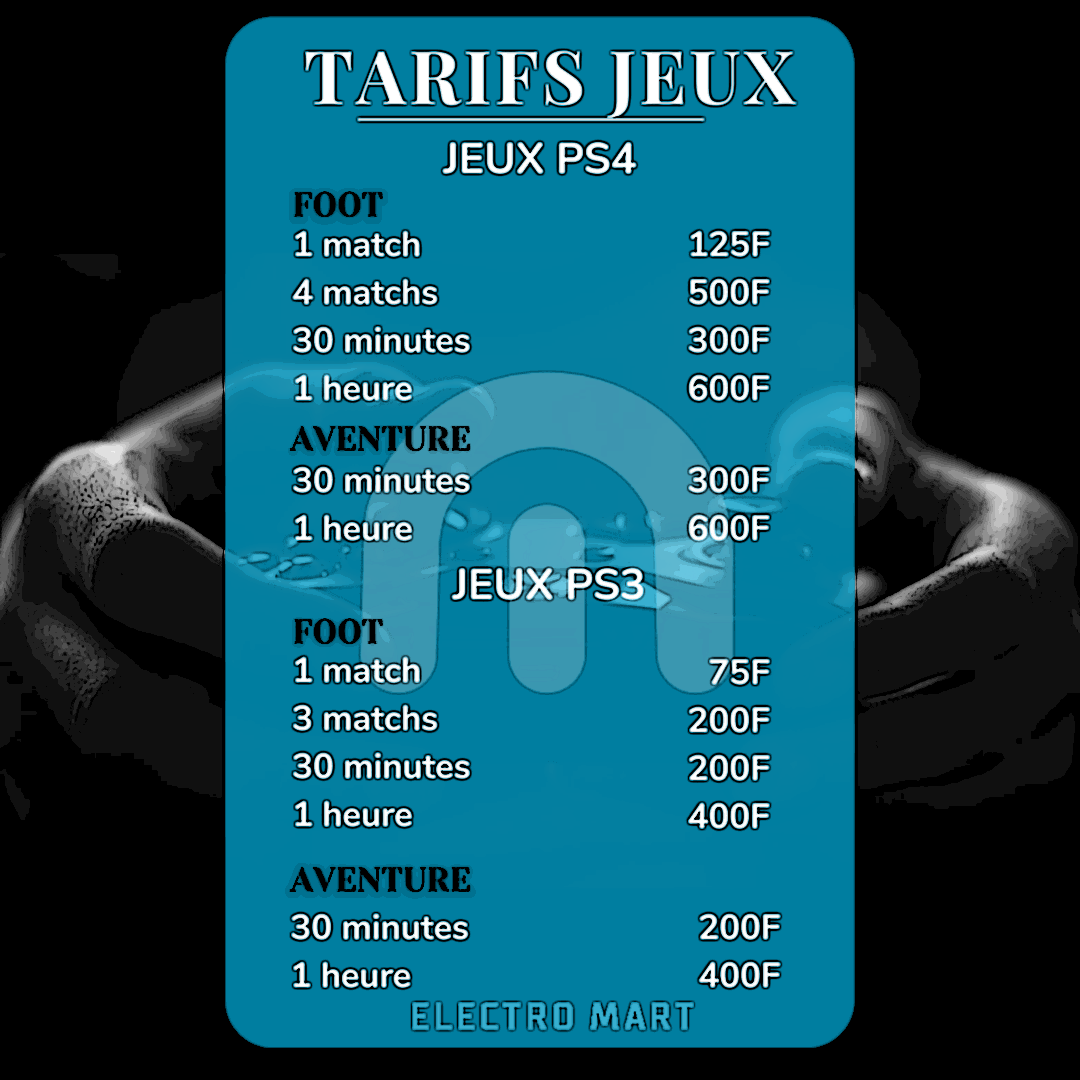 TARIFS JEUX
JEUX PS4
FOOT
1 match 125F
4 matchs 500F
30 minutes 300F
1 heure 600F
AVENTURE
30 minutes 300F
1 heure 600F
JEUX PS3
FOOT
1 match 75F
3 matchs 200F
30 minutes 200F
1 heure 400F
AVENTURE
30 minutes 200F
1 heure 400F
ELECTRO MART